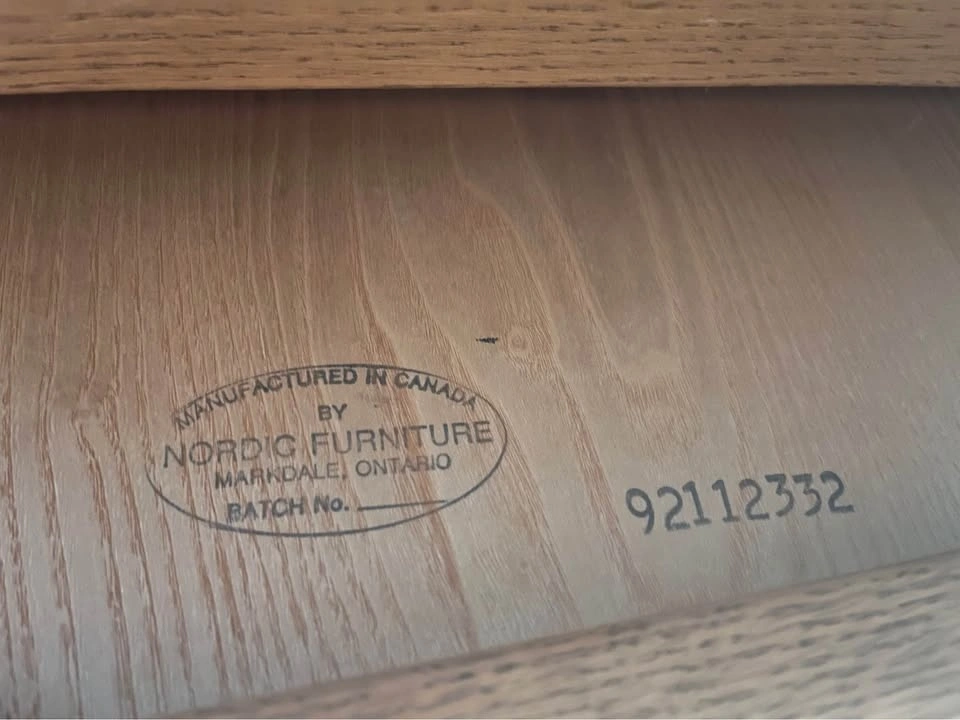 MANUFACTURED IN CANADA
BY
NORDIC FURNITURE
MARKDALE, ONTARIO
BATCH No.
92112332